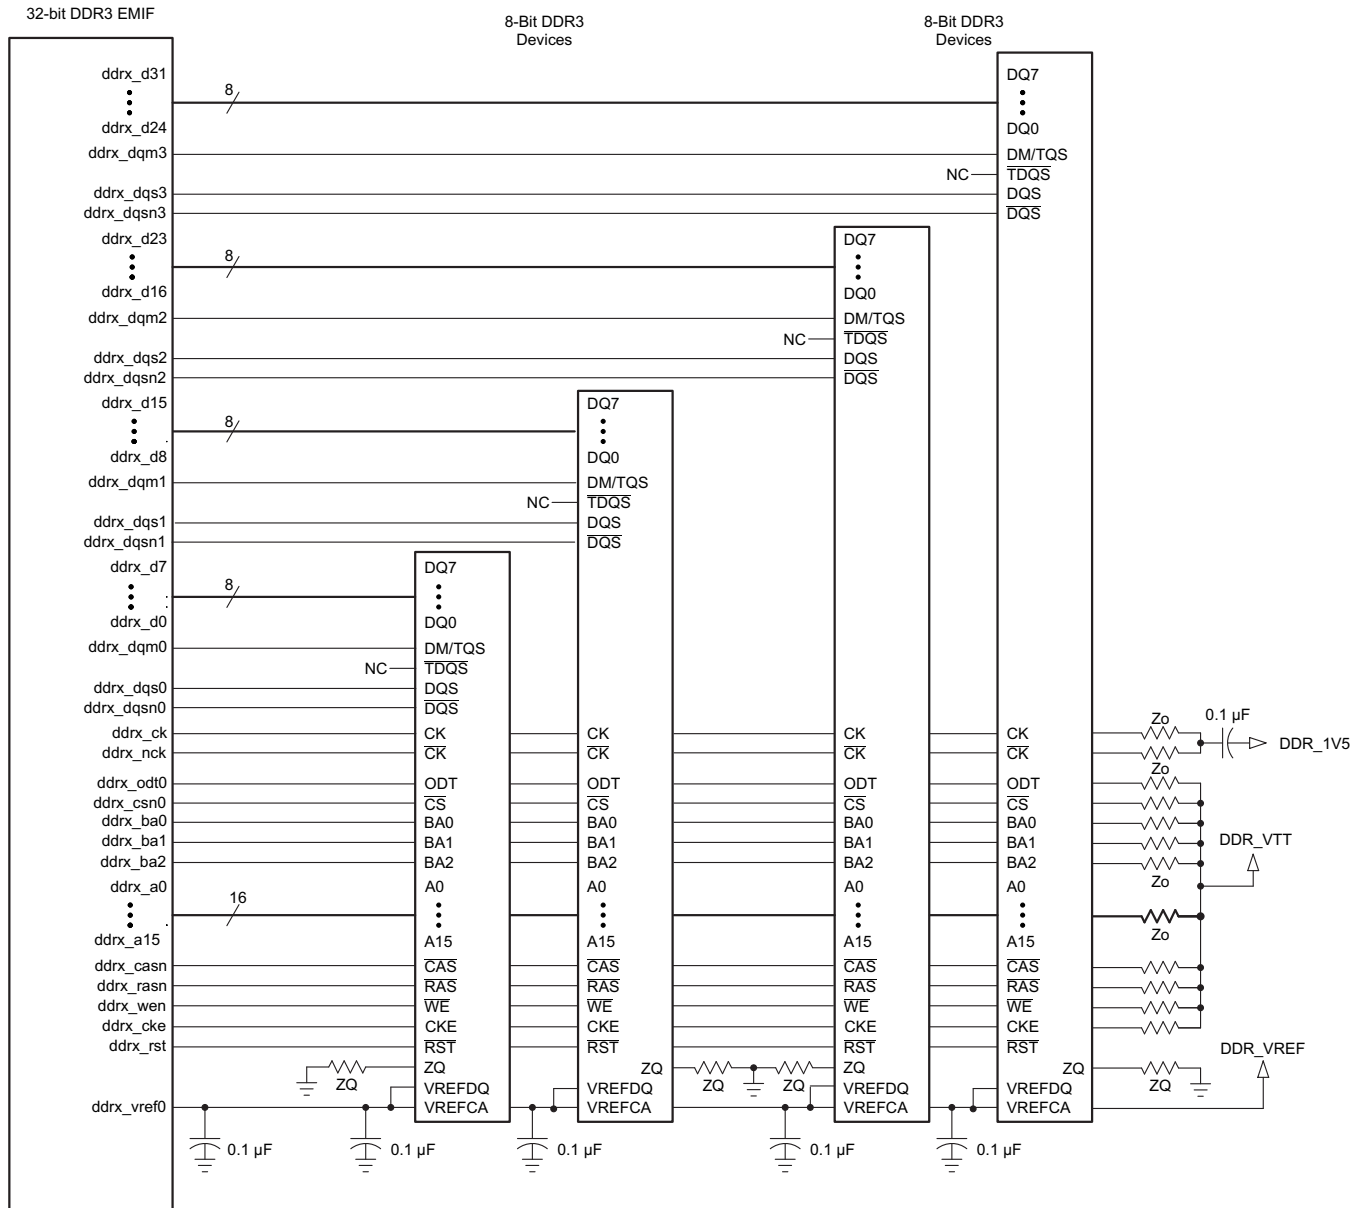 32-bit DDR3 EMIF
8-Bit DDR3
Devices
8-Bit DDR3
Devices
ddrx_d31
8
DQ7
ddrx_d24
DQ0
ddrx_dqm3
DM/TQS
NC
TDQS
ddrx_dqs3
DQS
ddrx_dqsn3
DQS
ddrx_d23
8
DQ7
ddrx_d16
DQ0
ddrx_dqm2
DM/TQS
NC
TDQS
ddrx_dqs2
DQS
ddrx_dqsn2
DQS
ddrx_d15
8
DQ7
ddrx_d8
DQ0
ddrx_dqm1
DM/TQS
NC
TDQS
ddrx_dqs1
DQS
ddrx_dqsn1
DQS
ddrx_d7
8
DQ7
ddrx_d0
DQ0
ddrx_dqm0
DM/TQS
NC
TDQS
ddrx_dqs0
DQS
ddrx_dqsn0
DQS
Zo 0.1 µF
ddrx_ck CK CK CK CK
DDR_1V5
ddrx_nck CK CK CK CK
Zo
ddrx_odt0 ODT ODT ODT ODT
ddrx_csn0 CS CS CS CS
ddrx_ba0 BA0 BA0 BA0 BA0
ddrx_ba1 BA1 BA1 BA1 BA1
DDR_VTT
ddrx_ba2 BA2 BA2 BA2 BA2
Zo
ddrx_a0 A0 A0 A0 A0
16
Zo
ddrx_a15 A15 A15 A15 A15
ddrx_casn CAS CAS CAS CAS
ddrx_rasn RAS RAS RAS RAS
ddrx_wen WE WE WE WE
ddrx_cke CKE CKE CKE CKE
ddrx_rst RST RST RST RST
DDR_VREF
ZQ ZQ ZQ ZQ
ZQ ZQ ZQ ZQ
VREFDQ VREFDQ VREFDQ VREFDQ
ddrx_vref0 VREFCA VREFCA VREFCA VREFCA
0.1 µF 0.1 µF 0.1 µF 0.1 µF 0.1 µF